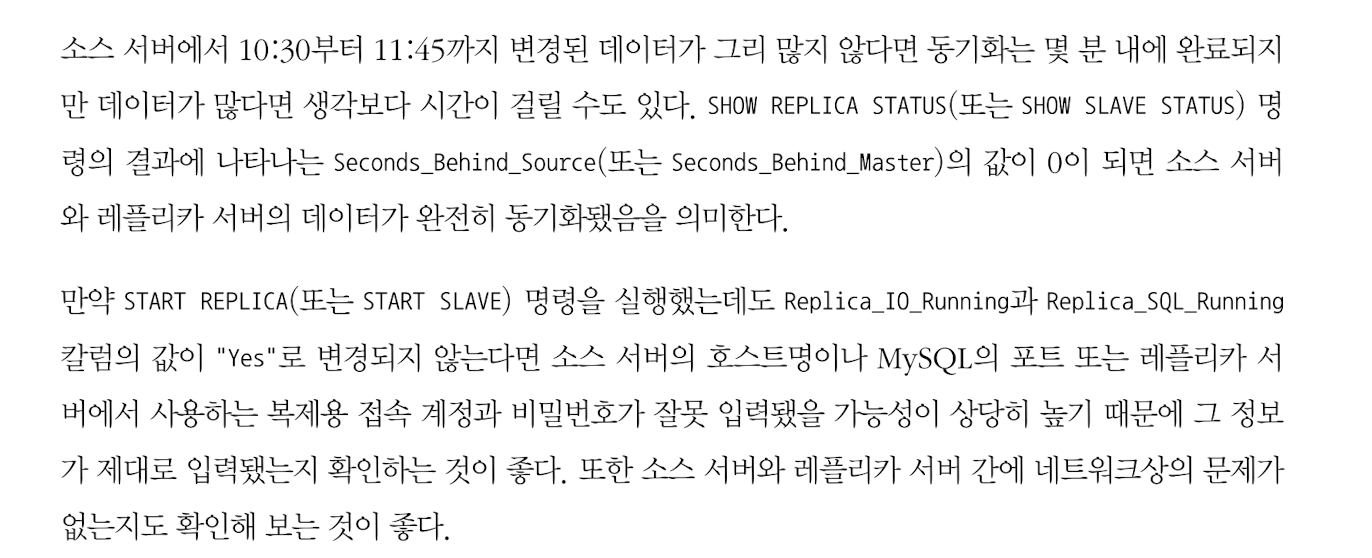 소스 서버에서 10:30부터 11:45까지 변경된 데이터가 그리 많지 않다면 동기화는 몇 분 내에 완료되지
만 데이터가 많다면 생각보다 시간이 걸릴 수도 있다. SHOW REPLICA STATUS(또는 SHOW SLAVE STATUS) 명
령의 결과에 나타나는 Seconds_Behind_Source(또는 Seconds_Behind_Master)의 값이 0이 되면 소스 서버
와 레플리카 서버의 데이터가 완전히 동기화됐음을 의미한다.
만약 START REPLICA(또는 START SLAVE) 명령을 실행했는데도 Replica_IO_Running과 Replica_SQL_Running
칼럼의 값이 "Yes"로 변경되지 않는다면 소스 서버의 호스트명이나 MySQL의 포트 또는 레플리카 서
버에서 사용하는 복제용 접속 계정과 비밀번호가 잘못 입력됐을 가능성이 상당히 높기 때문에 그 정보
가 제대로 입력됐는지 확인하는 것이 좋다. 또한 소스 서버와 레플리카 서버 간에 네트워크상의 문제가
없는지도 확인해 보는 것이 좋다.